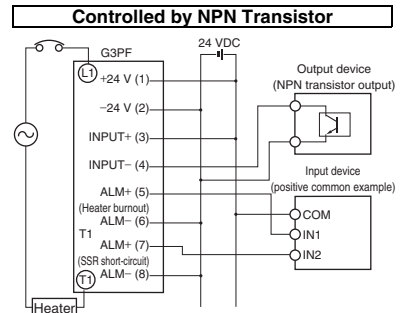 Controlled by NPN Transistor
24 VDC
G3PF
L1
+24 V (1)
−24 V (2)
INPUT+ (3)
INPUT− (4)
ALM+ (5)
(Heater burnout)
ALM− (6)
T1
ALM+ (7)
(SSR short-circuit)
T1
ALM− (8)
Heater
Output device
(NPN transistor output)
Input device
(positive common example)
COM
IN1
IN2